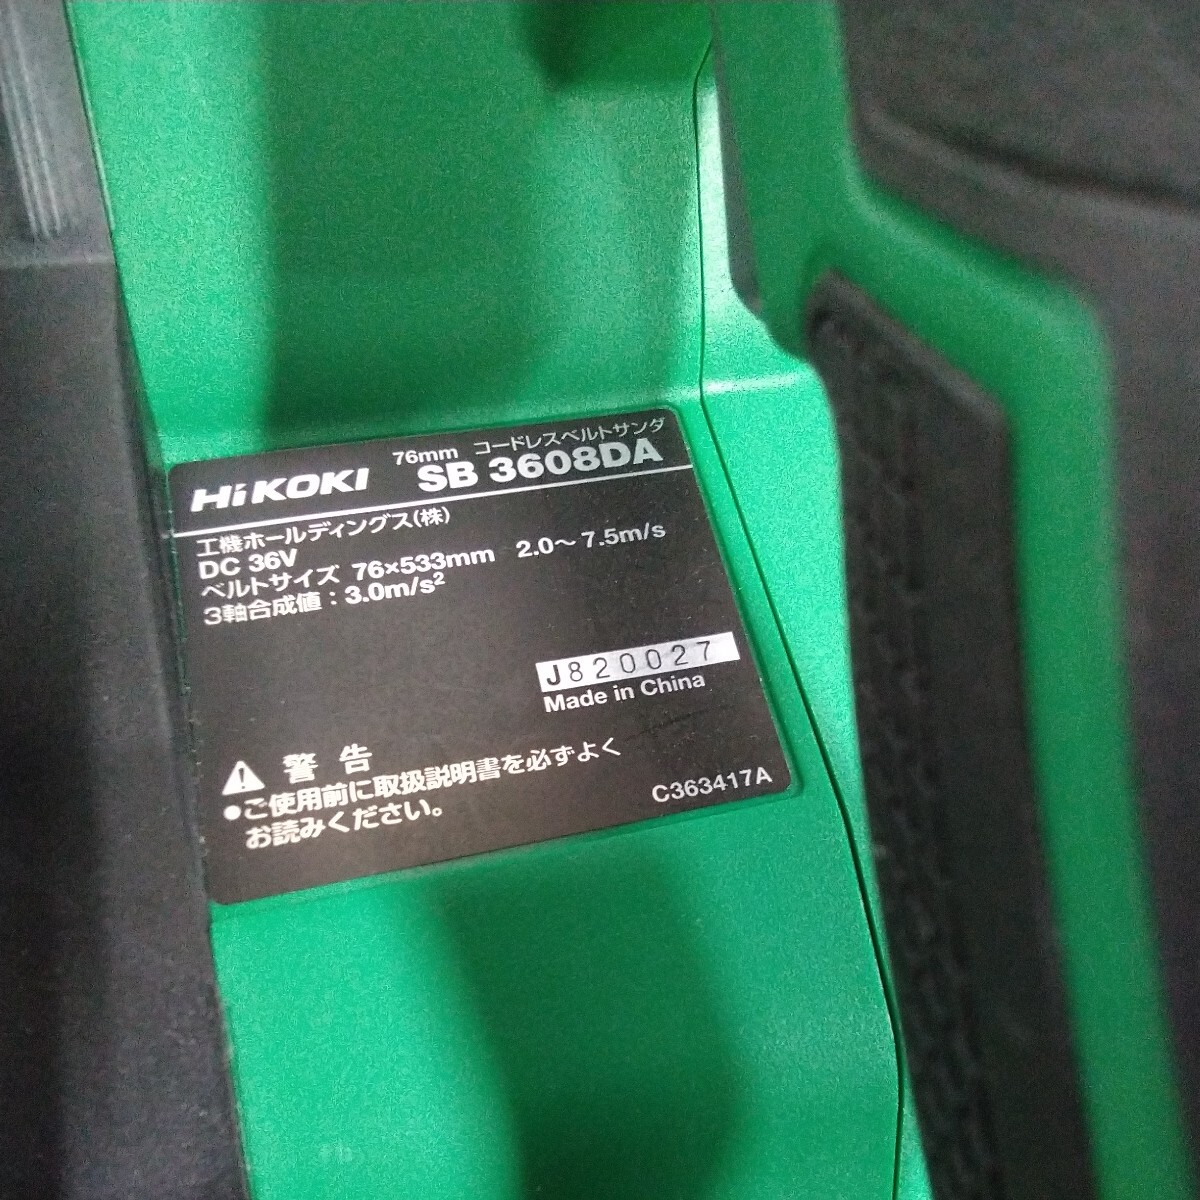 HiKOKI 76mm コードレスベルトサンダ
SB 3608DA
工機ホールディングス(株)
DC 36V
ベルトサイズ 76×533mm 2.0～7.5m/s
3軸合成値：3.0m/s²
J820027
Made in China
⚠ 警告
●ご使用前に取扱説明書を必ずよく
お読みください。
C363417A